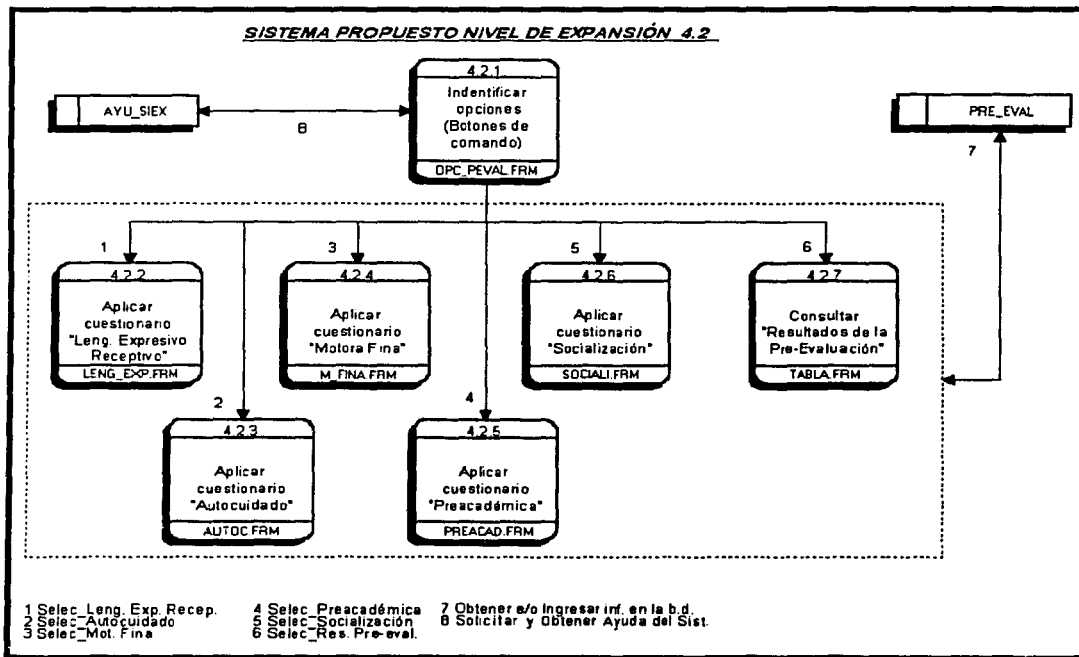 SISTEMA PROPUESTO NIVEL DE EXPANSIÓN 4.2
4.2.1
Indentificar
opciones
(Botones de
comando)
OPC_PEVAL.FRM
AYU_SIEX
8
PRE_EVAL
7
1
4.2.2
Aplicar
cuestionario
"Leng. Expresivo
Receptivo"
LENG_EXP.FRM
3
4.2.4
Aplicar
cuestionario
"Motora Fina"
M_FINA.FRM
5
4.2.6
Aplicar
cuestionario
"Socialización"
SOCIALI.FRM
6
4.2.7
Consultar
"Resultados de la
Pre-Evaluación"
TABLA.FRM
2
4.2.3
Aplicar
cuestionario
"Autocuidado"
AUTOC.FRM
4
4.2.5
Aplicar
cuestionario
"Preacadémica"
PREACAD.FRM
1 Selec_Leng. Exp. Recep.
2 Selec_Autocuidado
3 Selec_Mot. Fina
4 Selec_Preacadémica
5 Selec_Socialización
6 Selec_Res. Pre-eval.
7 Obtener e/o Ingresar inf. en la b.d.
8 Solicitar y Obtener Ayuda del Sist.